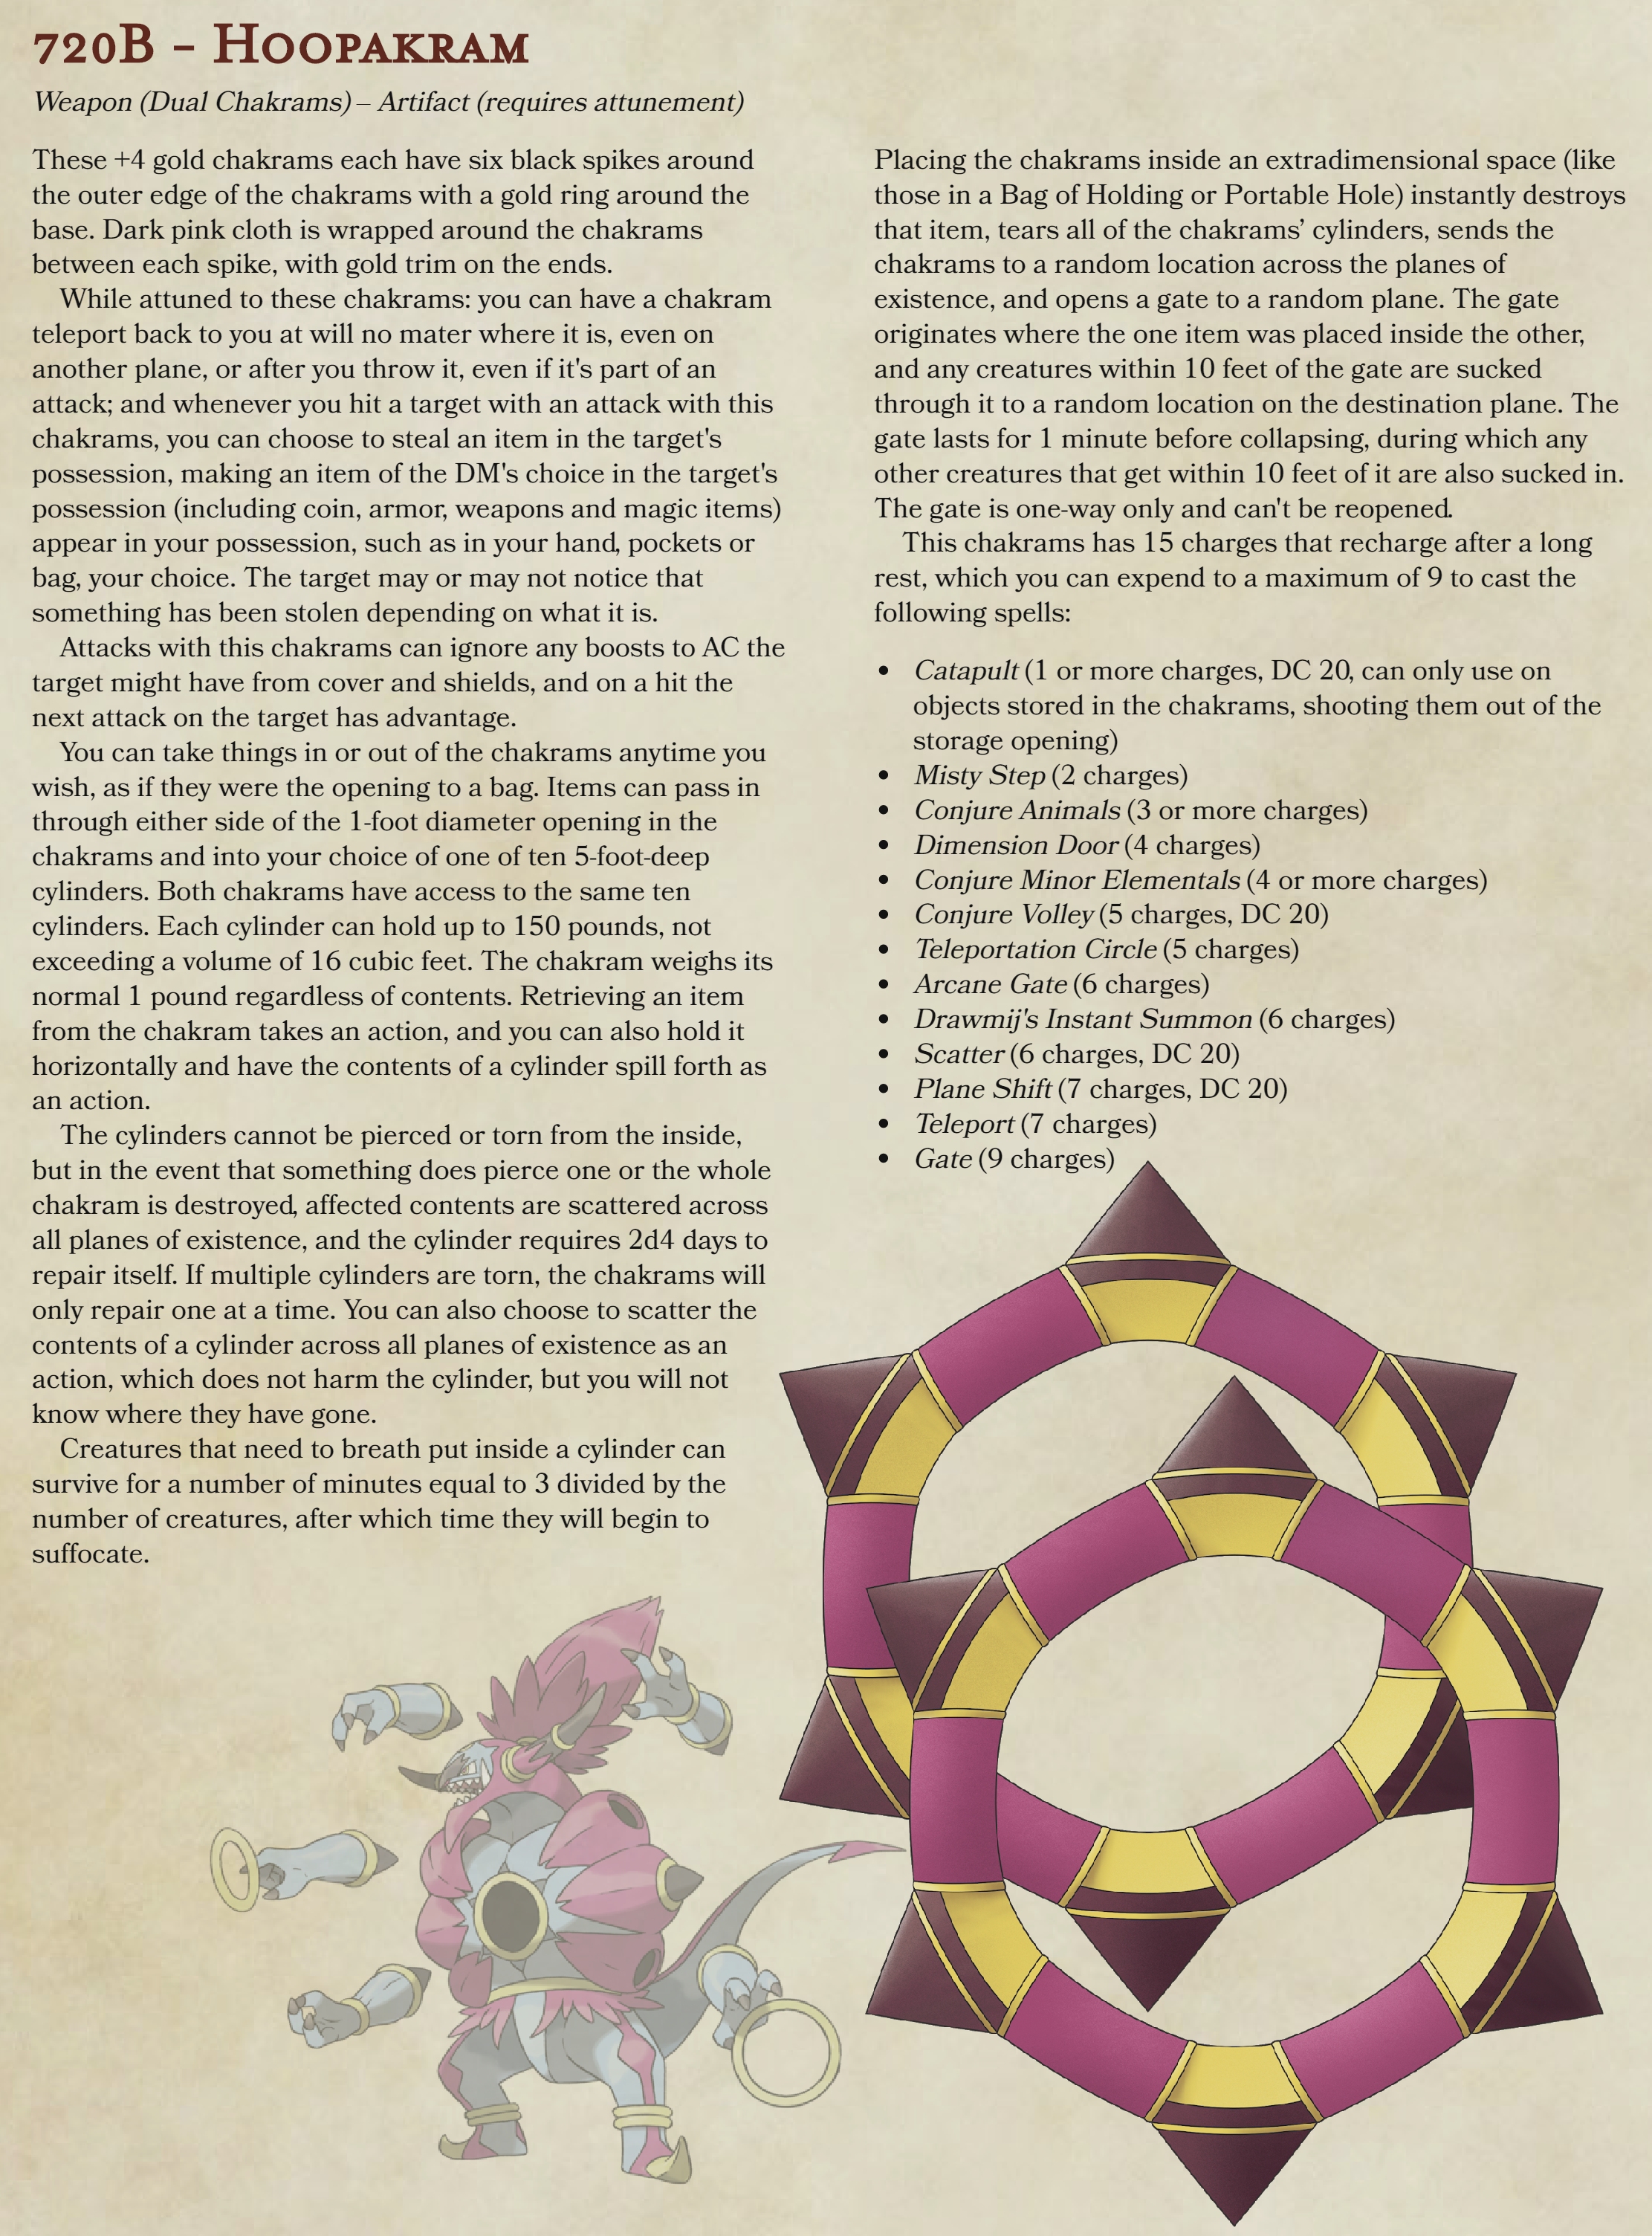 720B – Hoopakram
Weapon (Dual Chakrams) – Artifact (requires attunement)
These +4 gold chakrams each have six black spikes around
the outer edge of the chakrams with a gold ring around the
base. Dark pink cloth is wrapped around the chakrams
between each spike, with gold trim on the ends.
While attuned to these chakrams: you can have a chakram
teleport back to you at will no mater where it is, even on
another plane, or after you throw it, even if it's part of an
attack; and whenever you hit a target with an attack with this
chakrams, you can choose to steal an item in the target's
possession, making an item of the DM's choice in the target's
possession (including coin, armor, weapons and magic items)
appear in your possession, such as in your hand, pockets or
bag, your choice. The target may or may not notice that
something has been stolen depending on what it is.
Attacks with this chakrams can ignore any boosts to AC the
target might have from cover and shields, and on a hit the
next attack on the target has advantage.
You can take things in or out of the chakrams anytime you
wish, as if they were the opening to a bag. Items can pass in
through either side of the 1-foot diameter opening in the
chakrams and into your choice of one of ten 5-foot-deep
cylinders. Both chakrams have access to the same ten
cylinders. Each cylinder can hold up to 150 pounds, not
exceeding a volume of 16 cubic feet. The chakram weighs its
normal 1 pound regardless of contents. Retrieving an item
from the chakram takes an action, and you can also hold it
horizontally and have the contents of a cylinder spill forth as
an action.
The cylinders cannot be pierced or torn from the inside,
but in the event that something does pierce one or the whole
chakram is destroyed, affected contents are scattered across
all planes of existence, and the cylinder requires 2d4 days to
repair itself. If multiple cylinders are torn, the chakrams will
only repair one at a time. You can also choose to scatter the
contents of a cylinder across all planes of existence as an
action, which does not harm the cylinder, but you will not
know where they have gone.
Creatures that need to breath put inside a cylinder can
survive for a number of minutes equal to 3 divided by the
number of creatures, after which time they will begin to
suffocate.
Placing the chakrams inside an extradimensional space (like
those in a Bag of Holding or Portable Hole) instantly destroys
that item, tears all of the chakrams’ cylinders, sends the
chakrams to a random location across the planes of
existence, and opens a gate to a random plane. The gate
originates where the one item was placed inside the other,
and any creatures within 10 feet of the gate are sucked
through it to a random location on the destination plane. The
gate lasts for 1 minute before collapsing, during which any
other creatures that get within 10 feet of it are also sucked in.
The gate is one-way only and can't be reopened.
This chakrams has 15 charges that recharge after a long
rest, which you can expend to a maximum of 9 to cast the
following spells:
• Catapult (1 or more charges, DC 20, can only use on
objects stored in the chakrams, shooting them out of the
storage opening)
• Misty Step (2 charges)
• Conjure Animals (3 or more charges)
• Dimension Door (4 charges)
• Conjure Minor Elementals (4 or more charges)
• Conjure Volley (5 charges, DC 20)
• Teleportation Circle (5 charges)
• Arcane Gate (6 charges)
• Drawmij's Instant Summon (6 charges)
• Scatter (6 charges, DC 20)
• Plane Shift (7 charges, DC 20)
• Teleport (7 charges)
• Gate (9 charges)